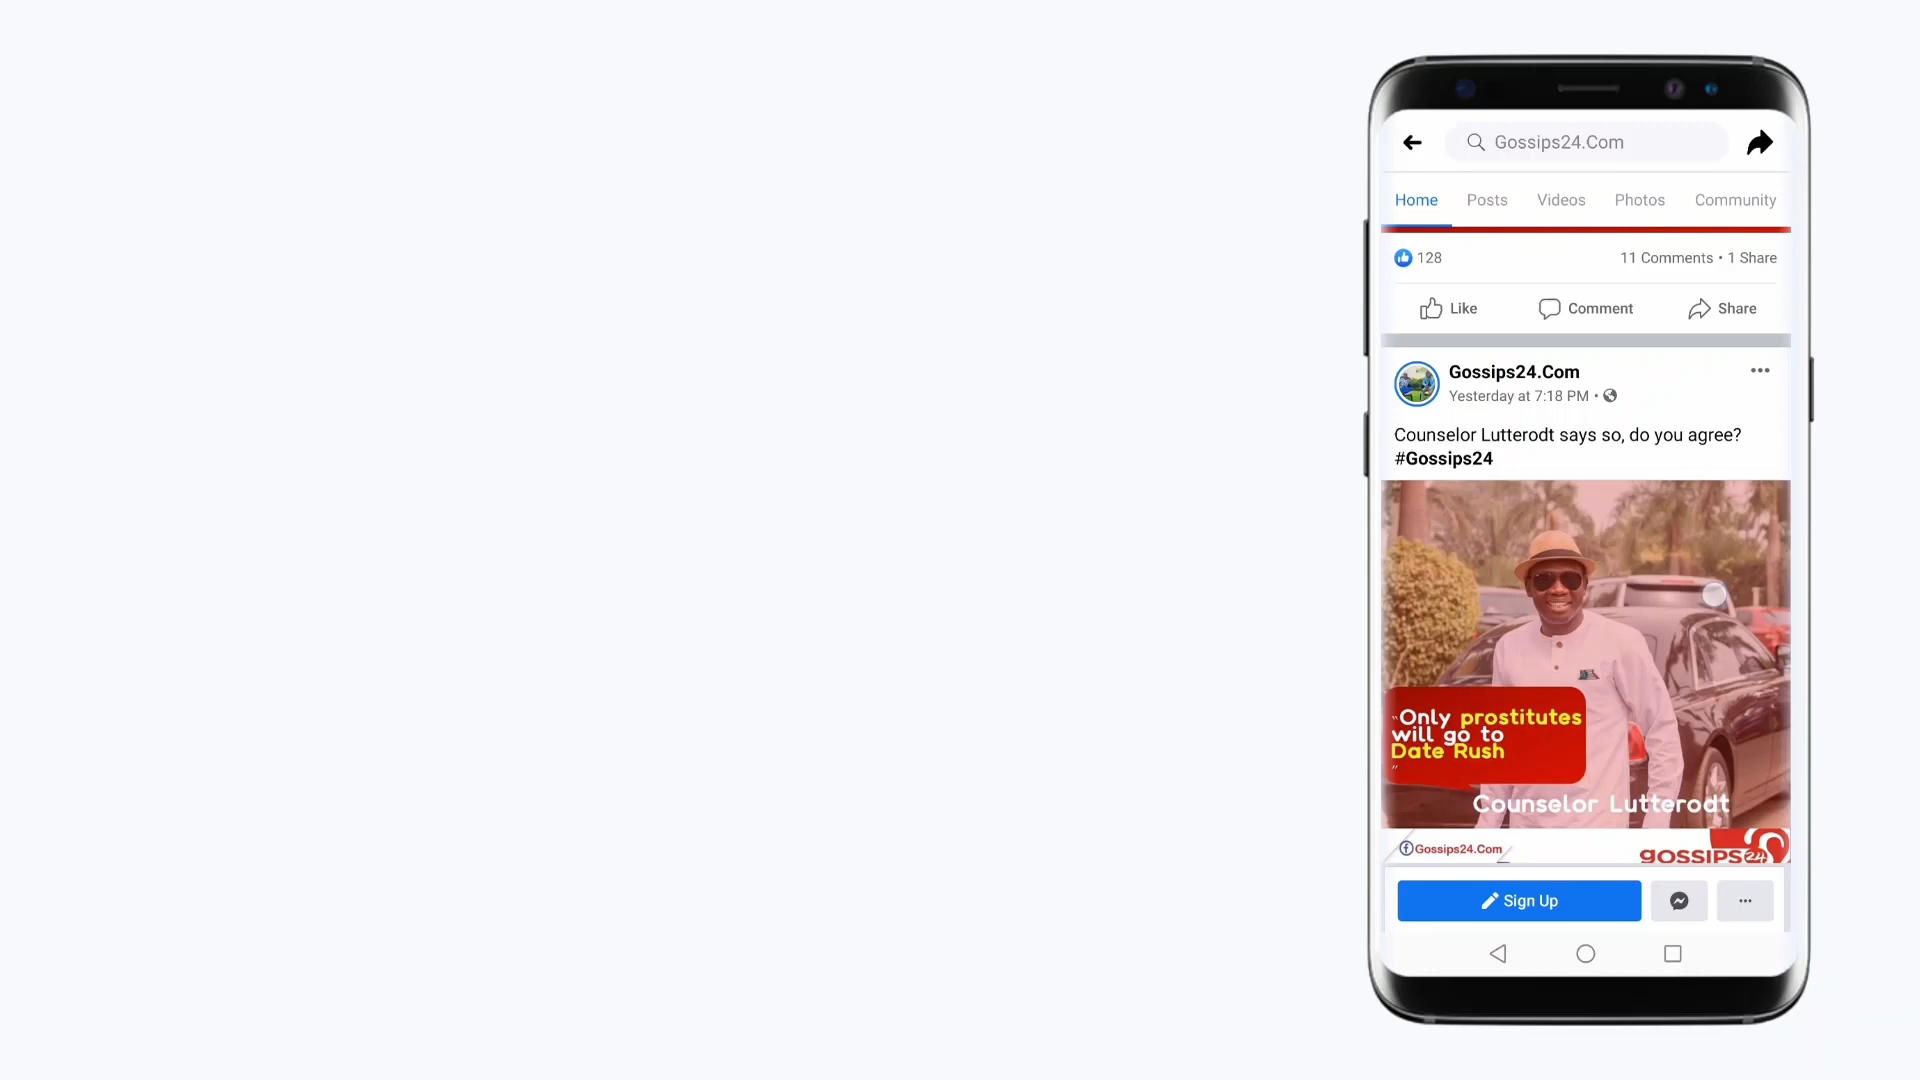 Gossips24.Com
Home Posts Videos Photos Community
128 11 Comments • 1 Share
Like Comment Share
Gossips24.Com
Yesterday at 7:18 PM •
Counselor Lutterodt says so, do you agree?
#Gossips24
"Only prostitutes
will go to
Date Rush
"
Counselor Lutterodt
Gossips24.Com
gossips24
Sign Up